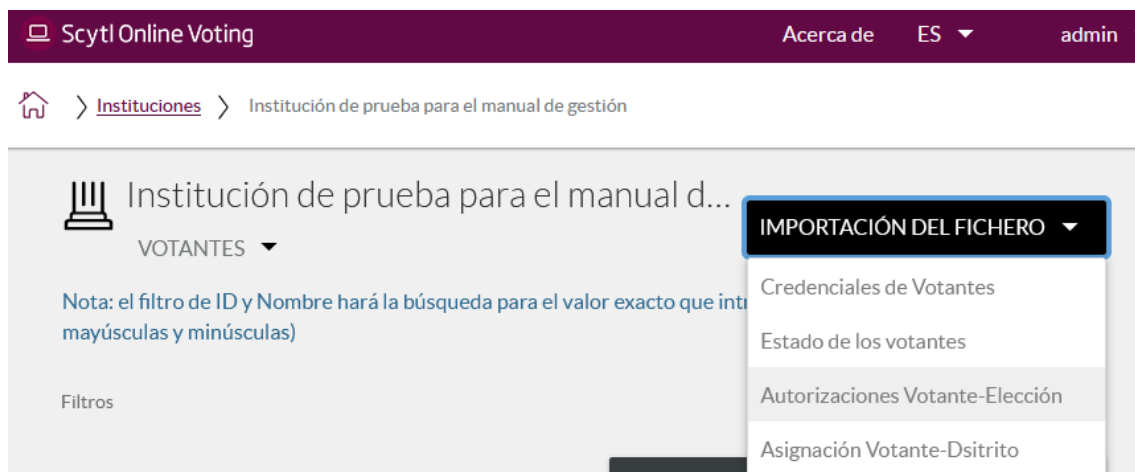 Scytl Online Voting
Acerca de
ES
admin
Instituciones
Institución de prueba para el manual de gestión
Institución de prueba para el manual d...
VOTANTES
IMPORTACIÓN DEL FICHERO
Nota: el filtro de ID y Nombre hará la búsqueda para el valor exacto que
mayúsculas y minúsculas)
Filtros
Credenciales de Votantes
Estado de los votantes
Autorizaciones Votante-Elección
Asignación Votante-Dsitrito